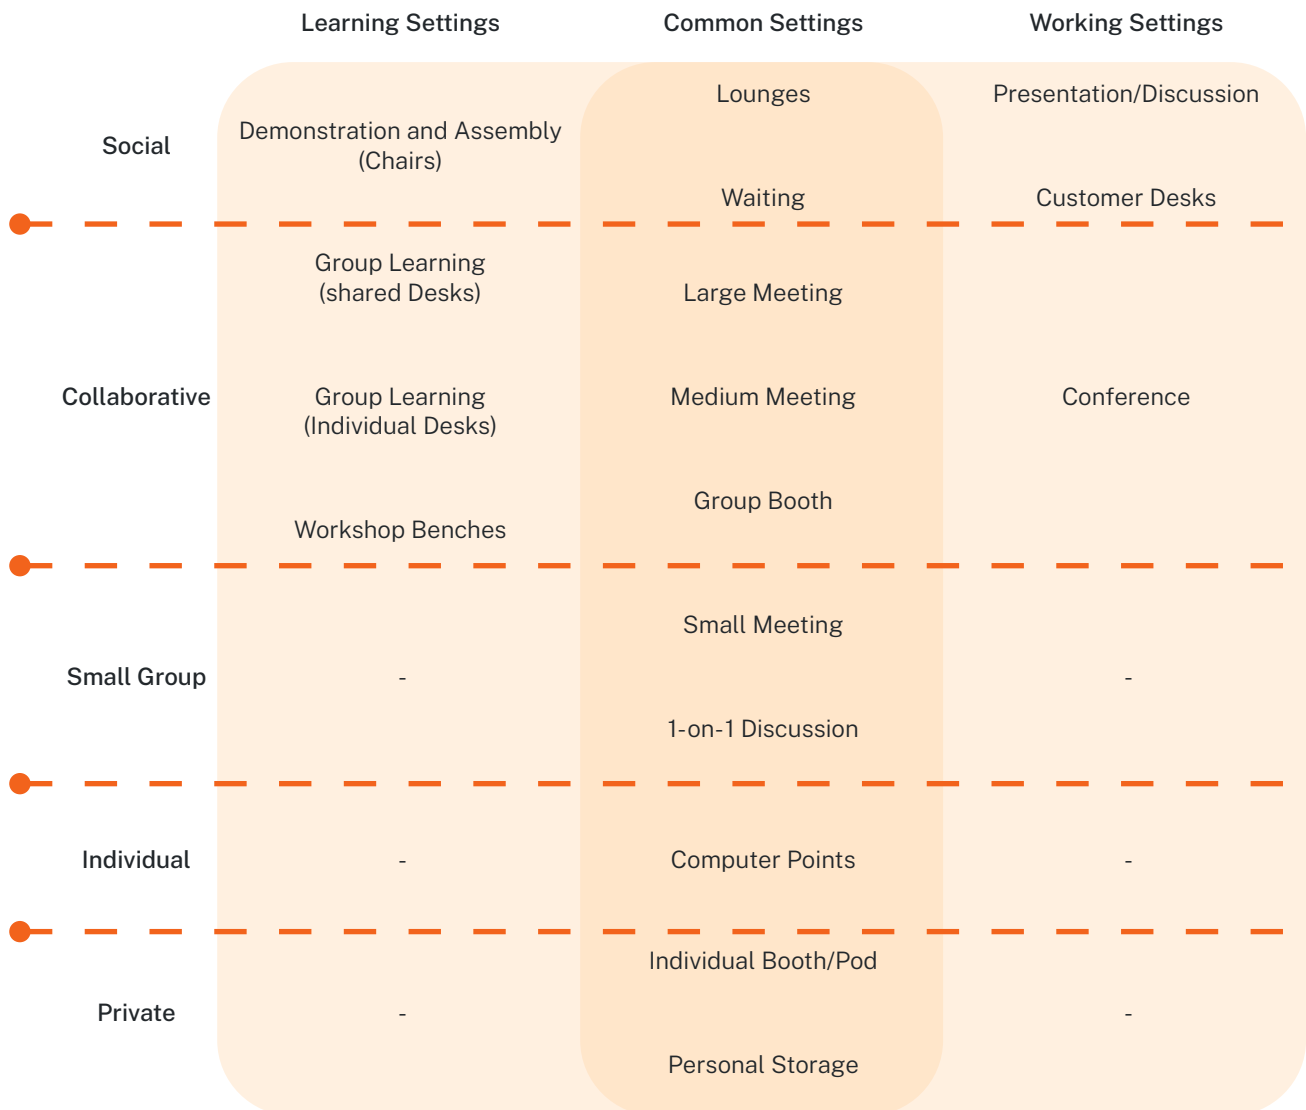 Learning Settings
Common Settings
Working Settings
Social
Demonstration and Assembly
(Chairs)
Lounges
Waiting
Presentation/Discussion
Customer Desks
Collaborative
Group Learning
(shared Desks)
Group Learning
(Individual Desks)
Workshop Benches
Large Meeting
Medium Meeting
Group Booth
Conference
Small Group
-
Small Meeting
1-on-1 Discussion
-
Individual
-
Computer Points
-
Private
-
Individual Booth/Pod
Personal Storage
-